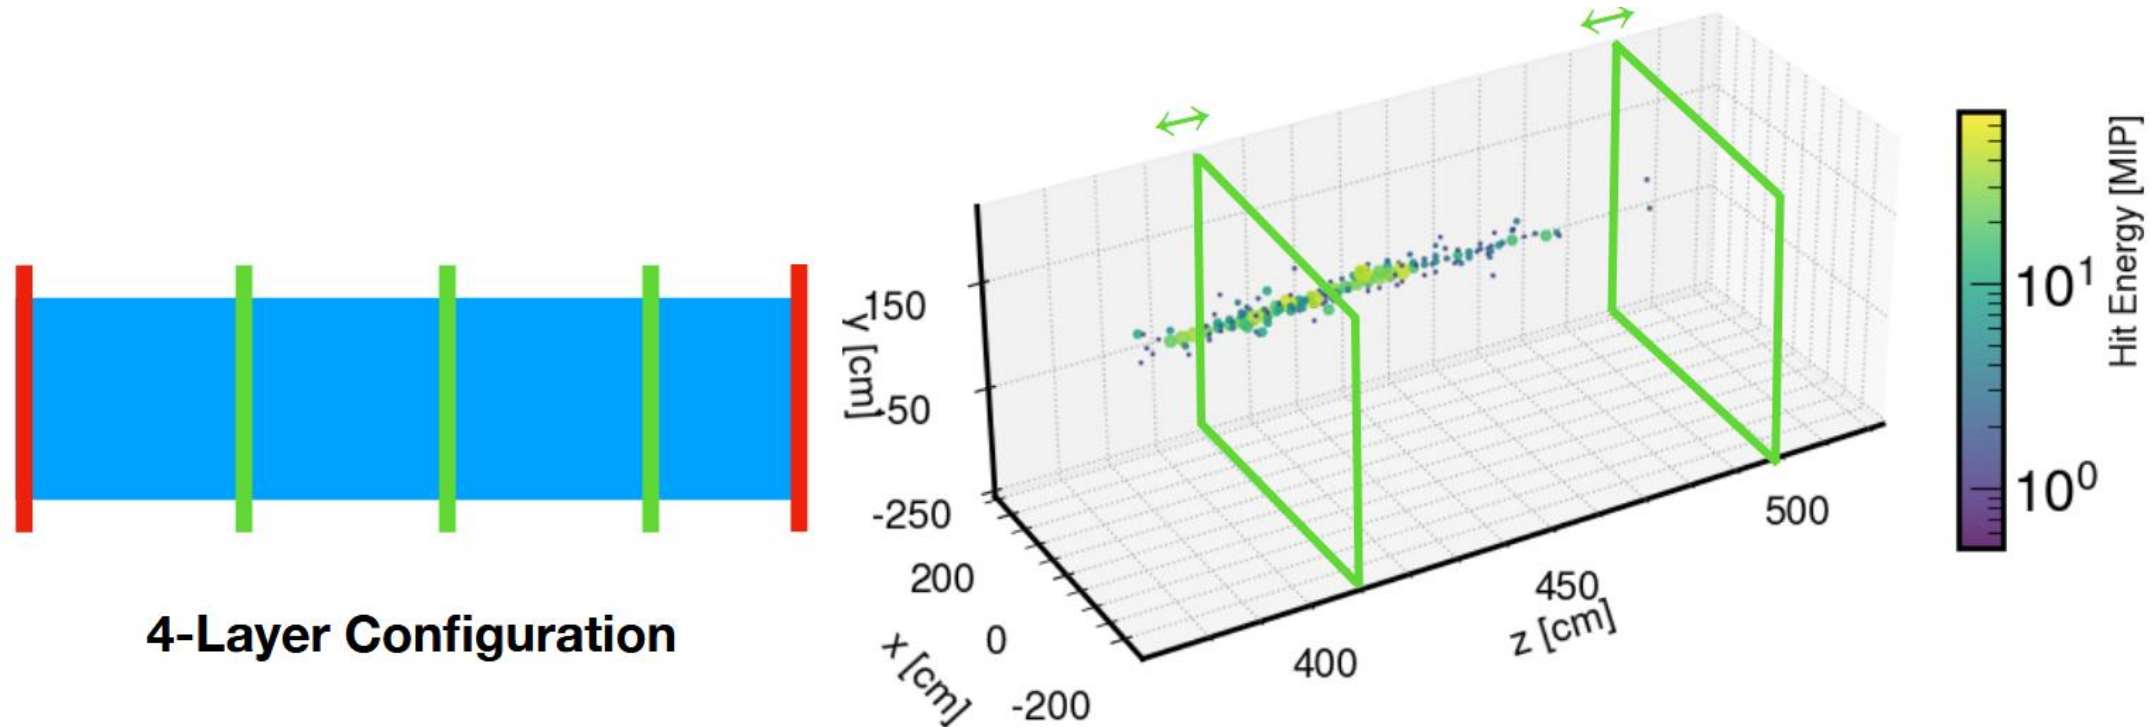 4-Layer Configuration
150
-50
-250
y [cm]
200
0
-200
x [cm]
400
450
500
z [cm]
10¹
10⁰
Hit Energy [MIP]